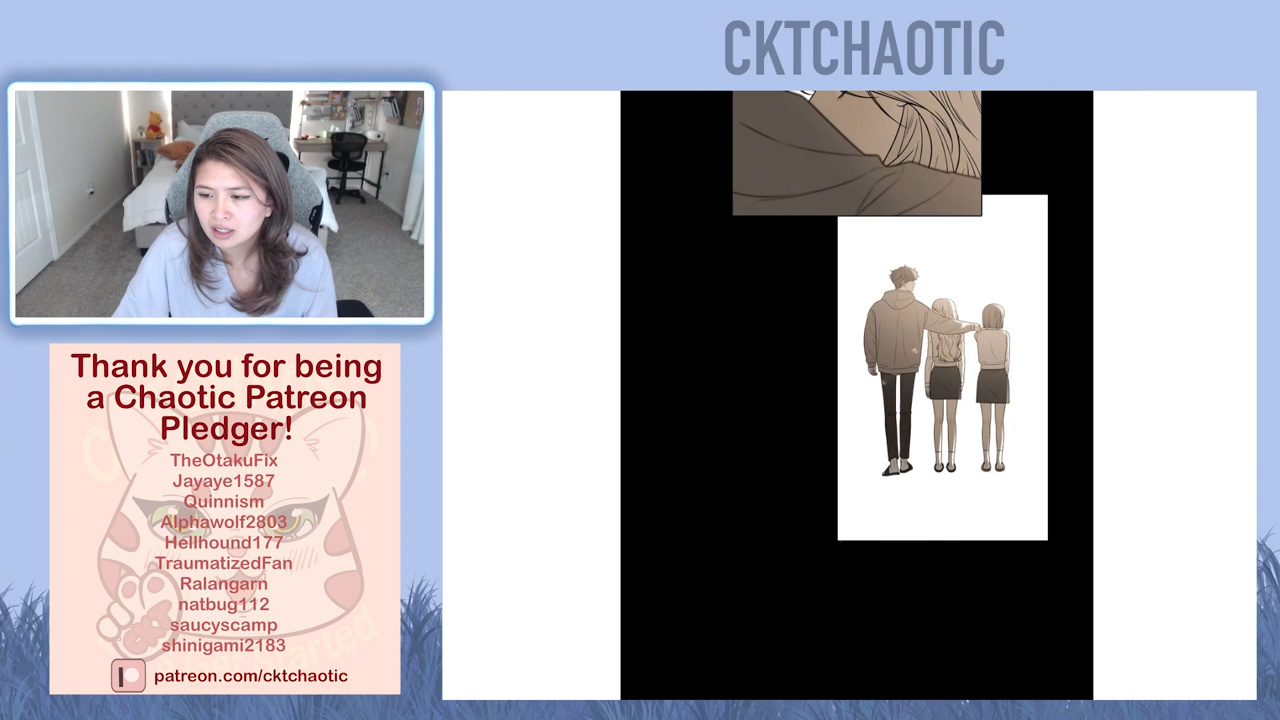 CKTCHAOTIC
Thank you for being
a Chaotic Patreon
Pledger!
TheOtakuFix
Jayaye1587
Quinnism
Alphawolf2803
Hellhound177
TraumatizedFan
Ralangarn
natbug112
saucyscamp
shinigami2183
patreon.com/cktchaotic